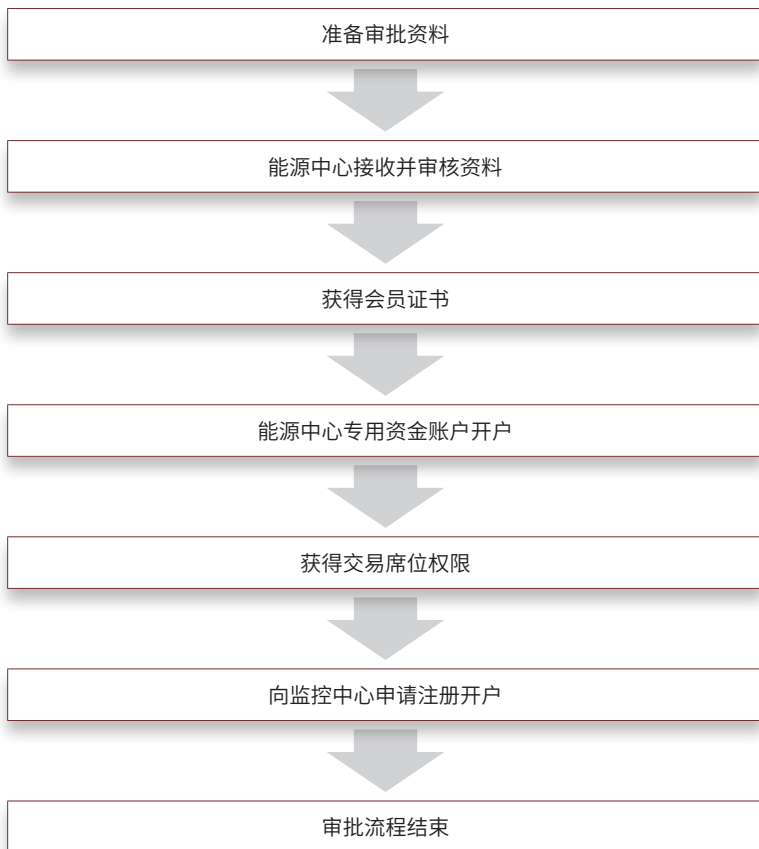 准备审批资料
能源中心接收并审核资料
获得会员证书
能源中心专用资金账户开户
获得交易席位权限
向监控中心申请注册开户
审批流程结束